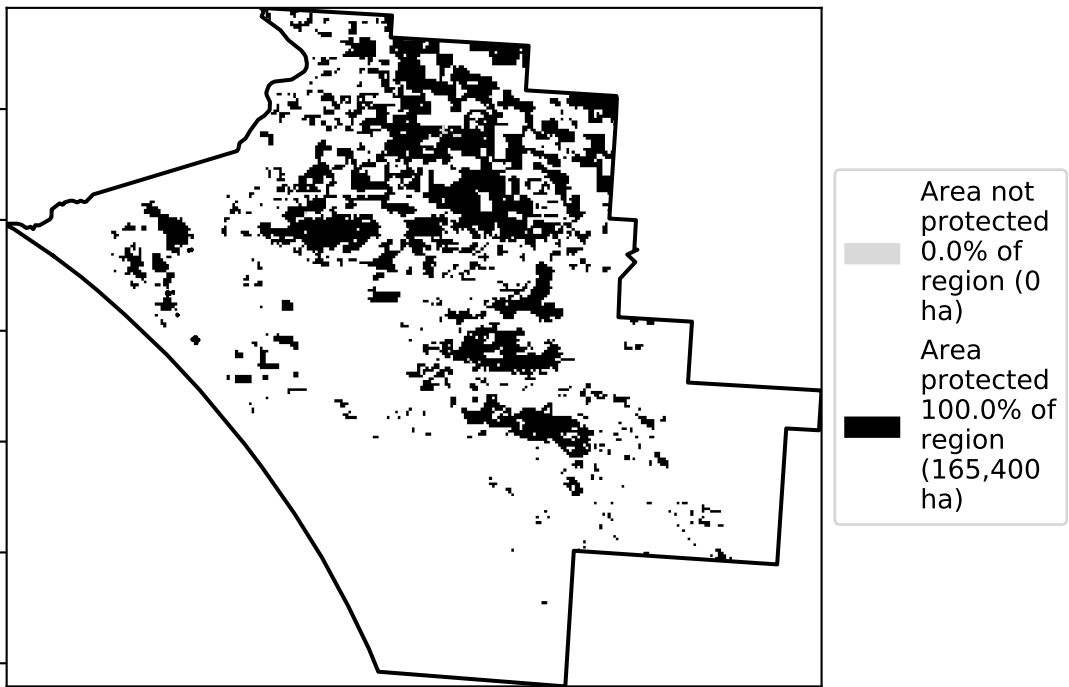 Area not
protected
0.0% of
region (0
ha)
Area
protected
100.0% of
region
(165,400
ha)